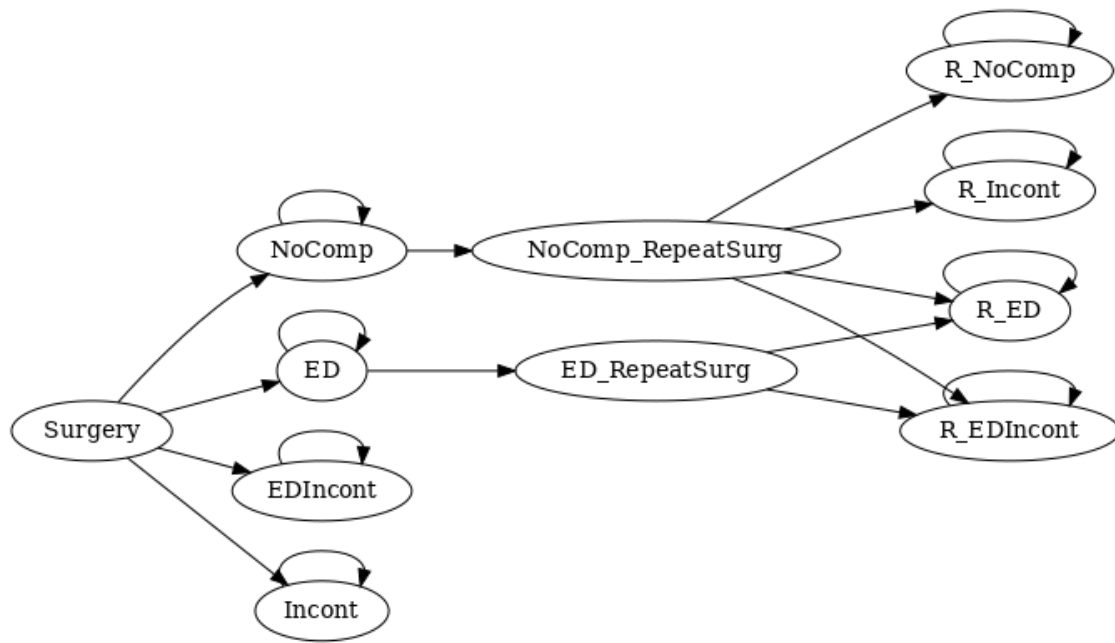 R_NoComp
R_Incont
NoComp
NoComp_RepeatSurg
R_ED
ED
ED_RepeatSurg
Surgery
R_EDIncont
EDIncont
Incont